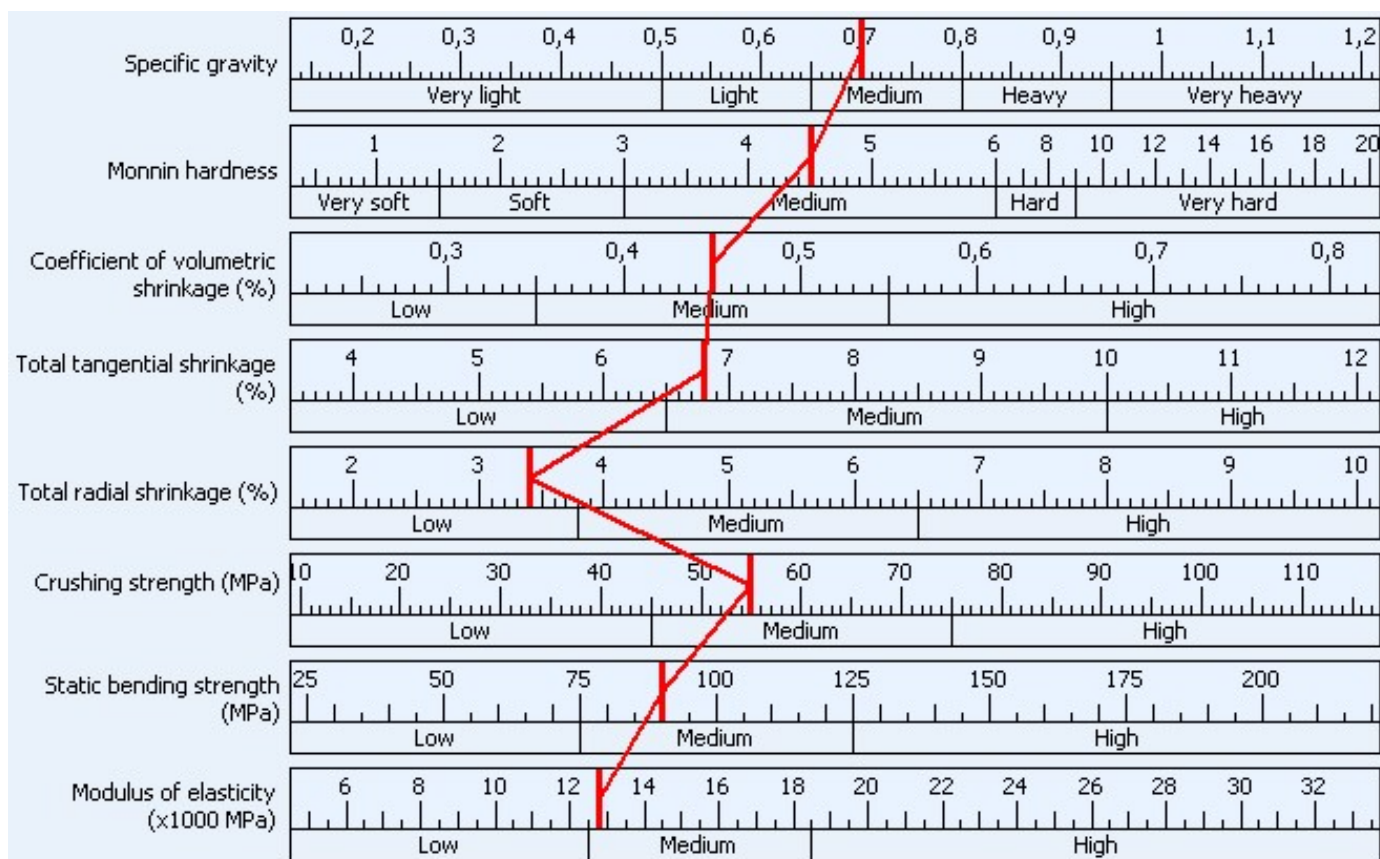 0,2 0,3 0,4 0,5 0,6 0,7 0,8 0,9 1 1,1 1,2
Specific gravity
Very light Light Medium Heavy Very heavy
1 2 3 4 5 6 8 10 12 14 16 18 20
Monnin hardness
Very soft Soft Medium Hard Very hard
0,3 0,4 0,5 0,6 0,7 0,8
Coefficient of volumetric
shrinkage (%)
Low Medium High
4 5 6 7 8 9 10 11 12
Total tangential shrinkage
(%)
Low Medium High
2 3 4 5 6 7 8 9 10
Total radial shrinkage (%)
Low Medium High
10 20 30 40 50 60 70 80 90 100 110
Crushing strength (MPa)
Low Medium High
25 50 75 100 125 150 175 200
Static bending strength
(MPa)
Low Medium High
6 8 10 12 14 16 18 20 22 24 26 28 30 32
Modulus of elasticity
(x1000 MPa)
Low Medium High